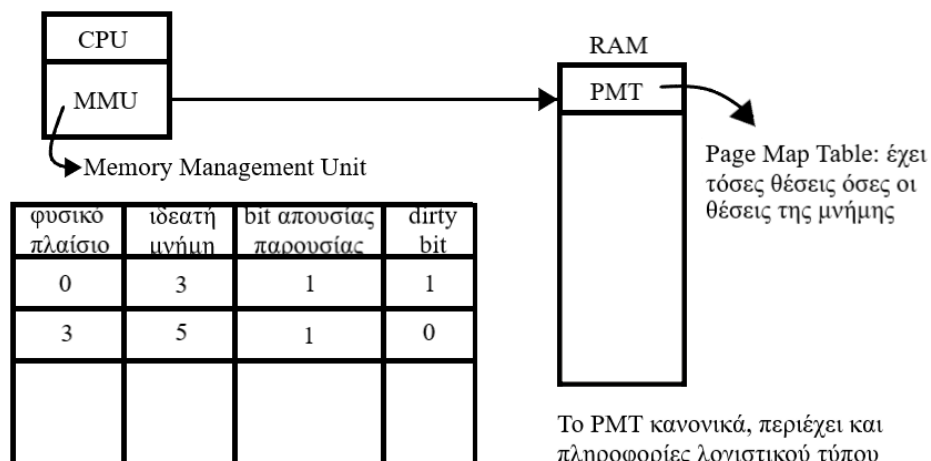 CPU
MMU
Memory Management Unit
RAM
PMT
Page Map Table: έχει
τόσες θέσεις όσες οι
θέσεις της μνήμης
φυσικό πλαίσιο
ιδεατή μνήμη
bit απουσίας παρουσίας
dirty bit
0 3 1 1
3 5 1 0
Το PMT κανονικά, περιέχει και
πληροφορίες λογιστικού τύπου